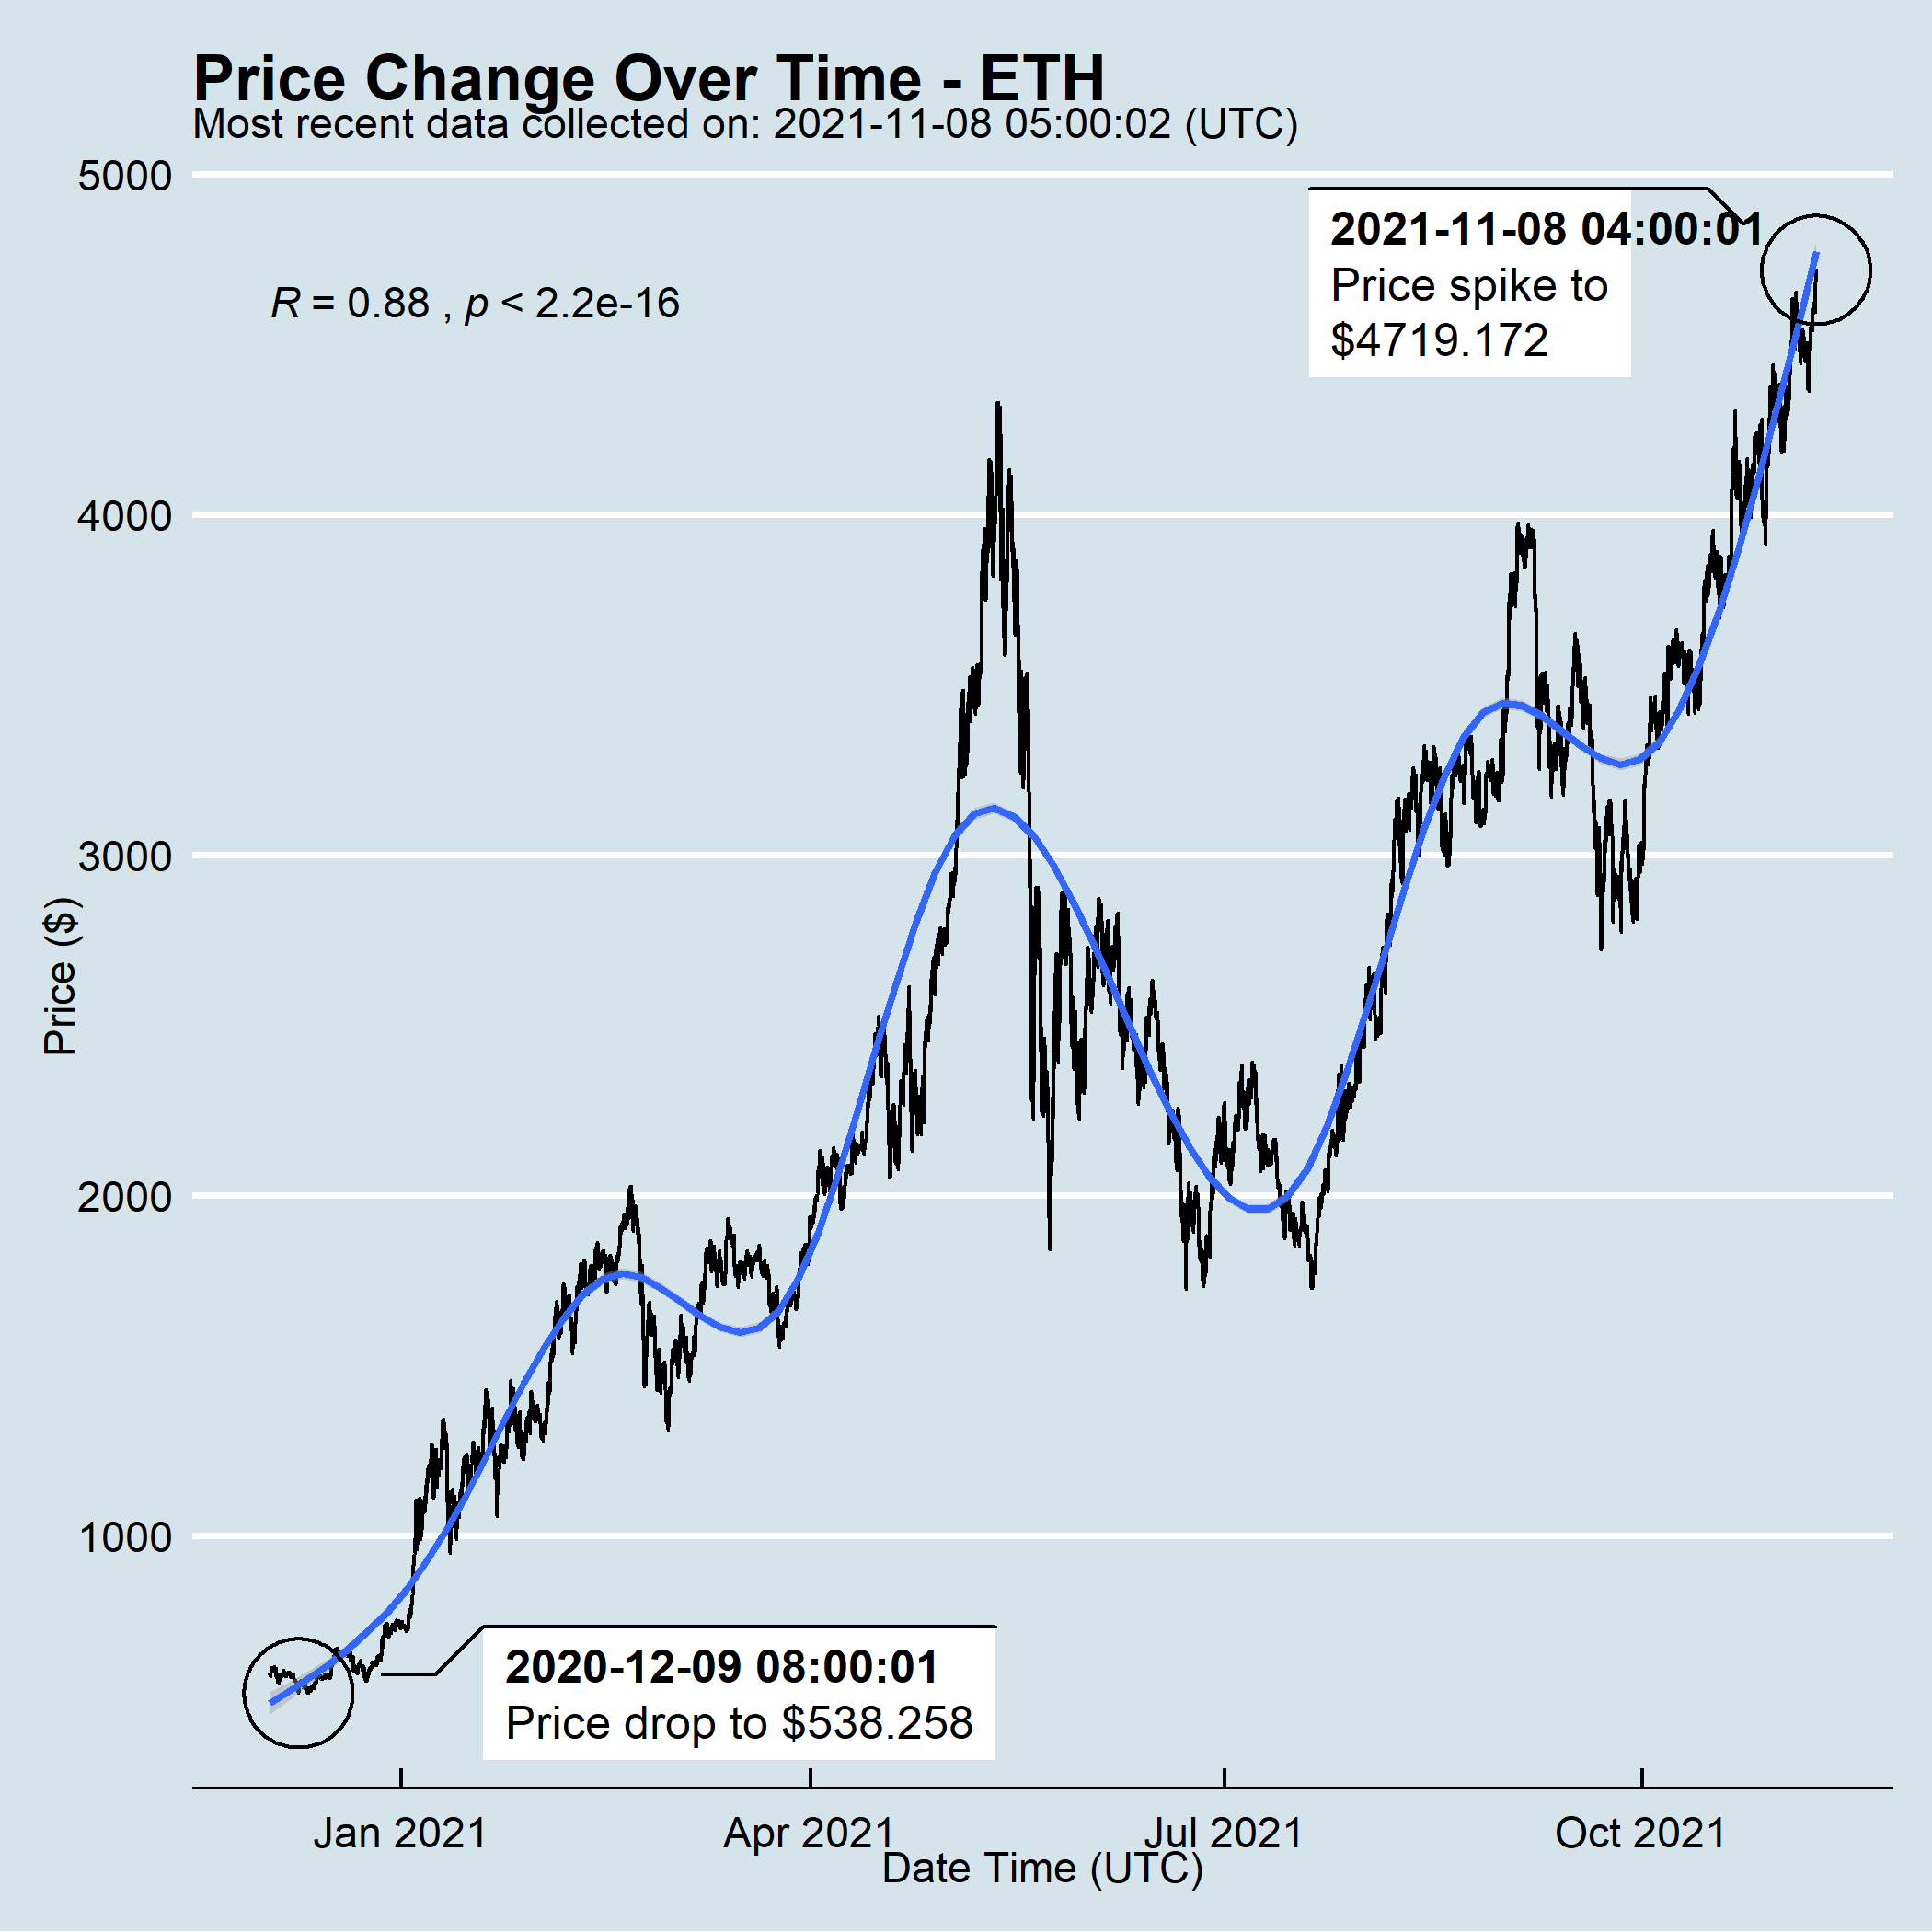 Price Change Over Time - ETH
Most recent data collected on: 2021-11-08 05:00:02 (UTC)
5000
2021-11-08 04:00:01
Price spike to
$4719.172
R = 0.88 , p < 2.2e-16
4000
3000
Price ($)
2000
1000
2020-12-09 08:00:01
Price drop to $538.258
Jan 2021
Apr 2021
Jul 2021
Oct 2021
Date Time (UTC)